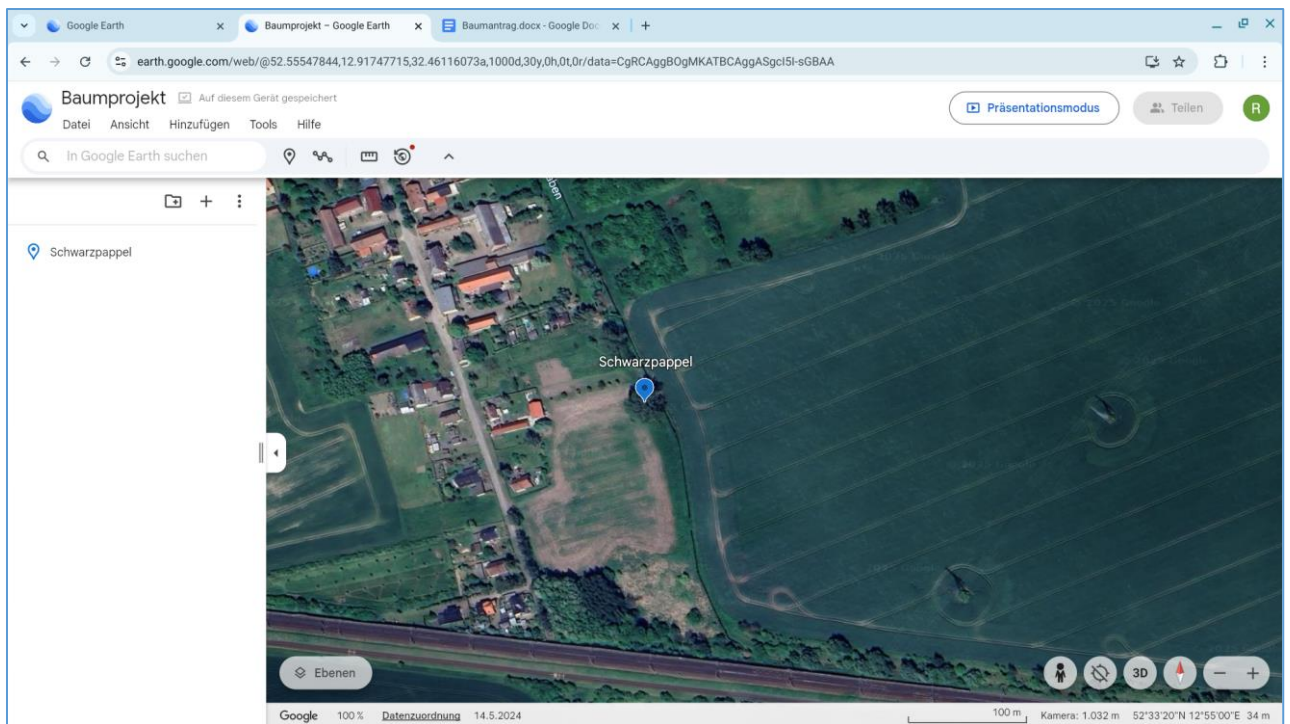 Google Earth
Baumprojekt – Google Earth
Baumantrag.docx - Google Doc
earth.google.com/web/@52.55547844,12.91747715,32.46116073a,1000d,30y,0h,0t,0r/data=CgRCAggBOgMKATBCAggASgcI5I-sGBAA
Baumprojekt Auf diesem Gerät gespeichert
Präsentationsmodus
Teilen
R
Datei Ansicht Hinzufügen Tools Hilfe
In Google Earth suchen
Schwarzpappel
Schwarzpappel
Ebenen
3D
Google 100 % Datenzuordnung 14.5.2024 100 m Kamera: 1.032 m 52°33'20"N 12°55'00"E 34 m